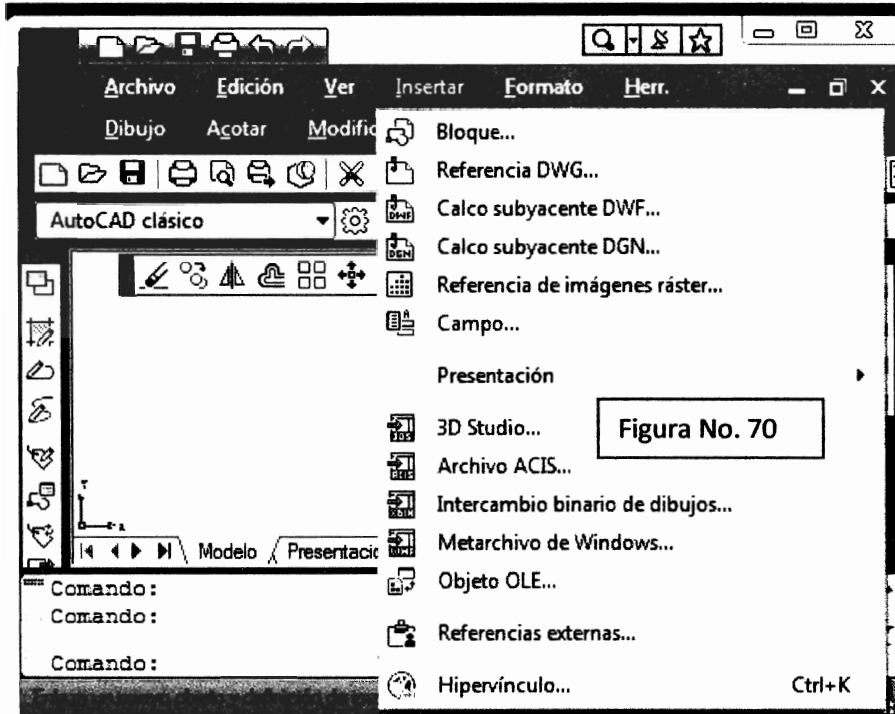 Archivo Edición Ver Insertar Formato Herr.
Dibujo Acotar Modific
AutoCAD clásico
Bloque...
Referencia DWG...
Calco subyacente DWF...
Calco subyacente DGN...
Referencia de imágenes ráster...
Campo...
Presentación
3D Studio...
Figura No. 70
Archivo ACIS...
Intercambio binario de dibujos...
Metarchivo de Windows...
Objeto OLE...
Referencias externas...
Hipervínculo... Ctrl+K
Modelo Presentacic
Comando:
Comando:
Comando: